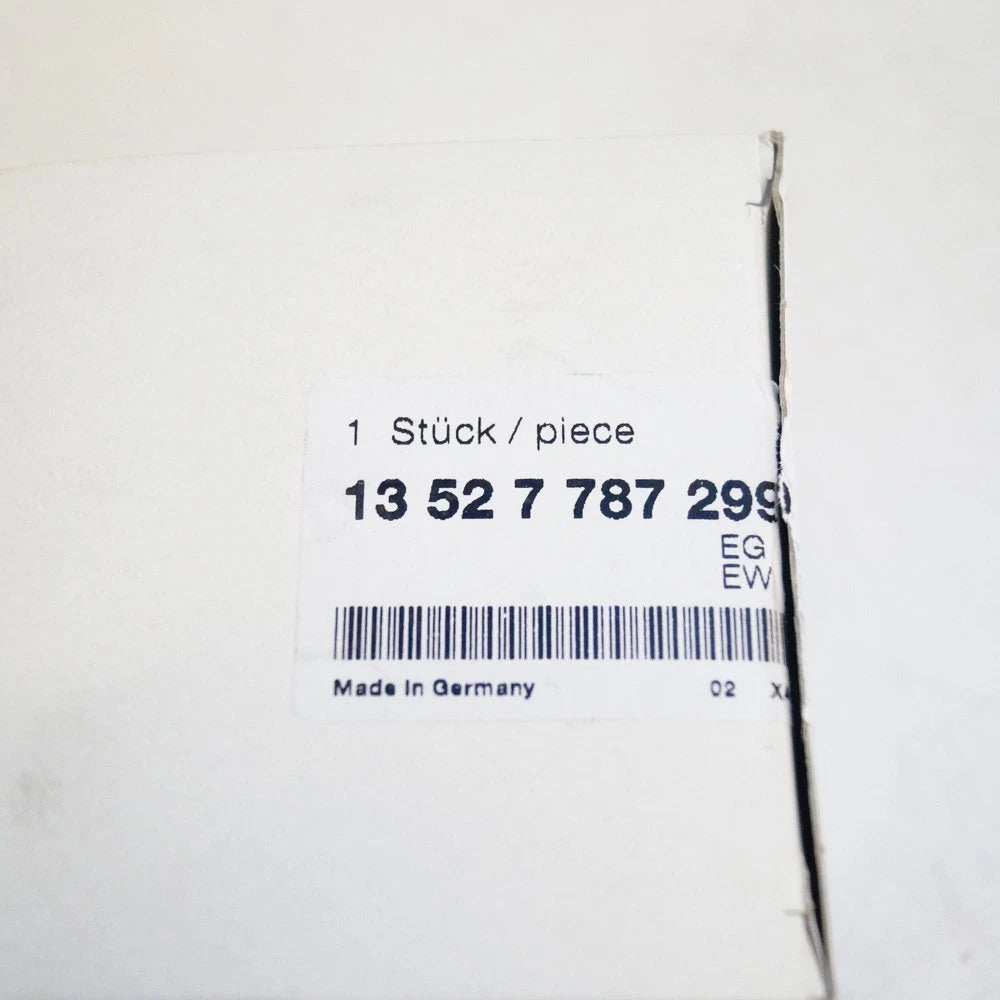 1 Stück / piece
13 52 7 787 299
EG
EW
Made In Germany 02